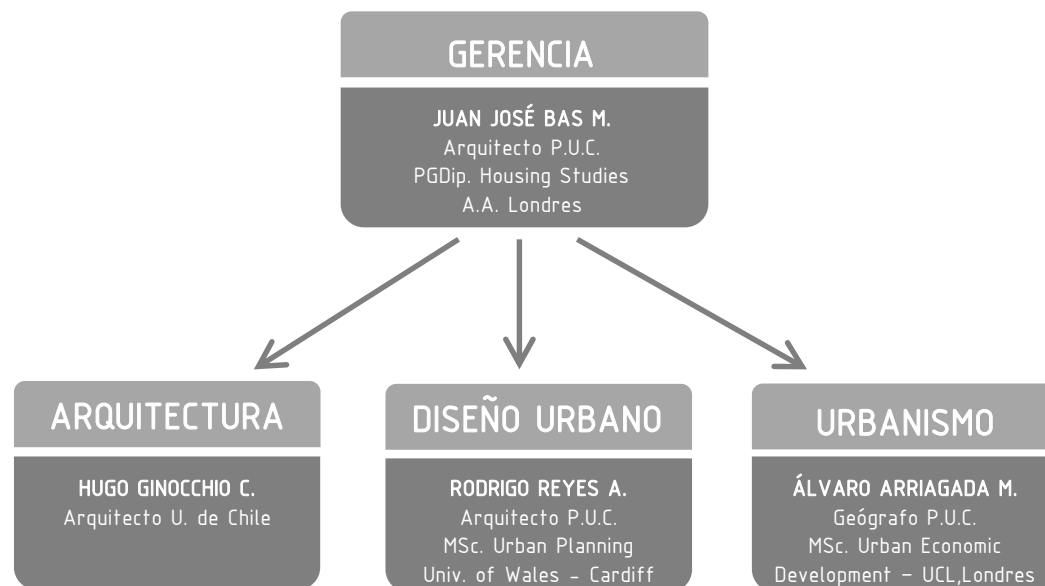 GERENCIA
JUAN JOSÉ BAS M.
Arquitecto P.U.C.
PGDip. Housing Studies
A.A. Londres
ARQUITECTURA
HUGO GINOCCHIO C.
Arquitecto U. de Chile
DISEÑO URBANO
RODRIGO REYES A.
Arquitecto P.U.C.
MSc. Urban Planning
Univ. of Wales - Cardiff
URBANISMO
ÁLVARO ARRIAGADA M.
Geógrafo P.U.C.
MSc. Urban Economic
Development - UCL,Londres